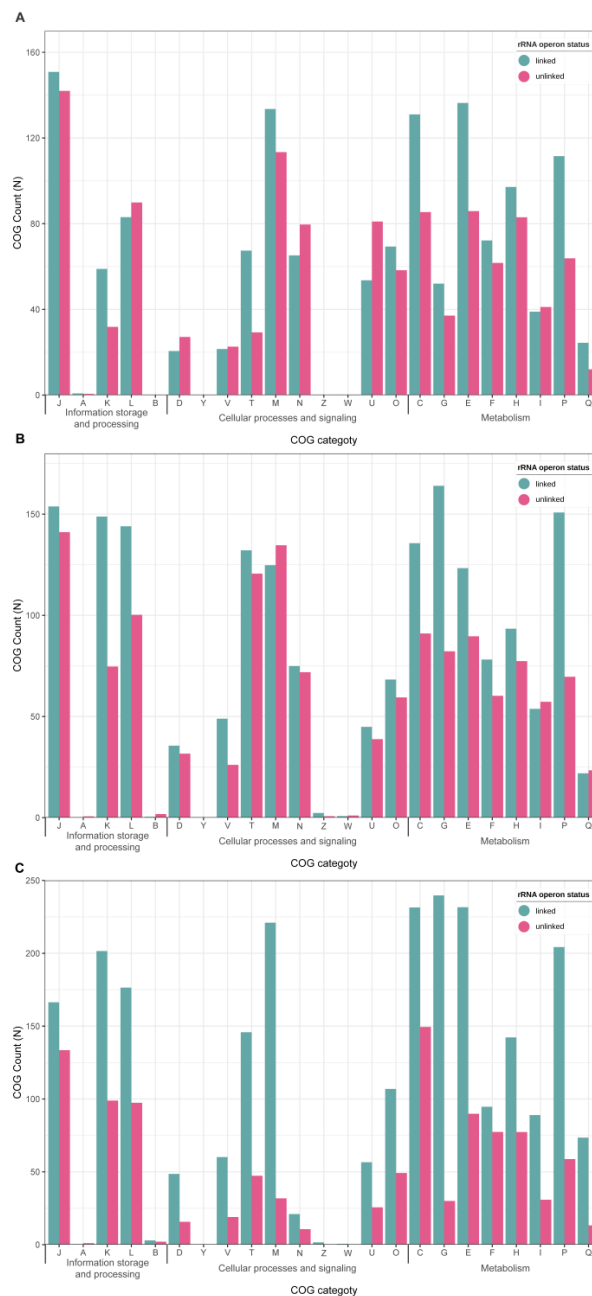 A
160
120
80
40
0
COG Count (N)
rRNA operon status
linked
unlinked
J A K L B D Y V T M N Z W U O C G E F H I P Q
Information storage and processing
Cellular processes and signaling
Metabolism
COG categoty
B
150
100
50
0
COG Count (N)
rRNA operon status
linked
unlinked
J A K L B D Y V T M N Z W U O C G E F H I P Q
Information storage and processing
Cellular processes and signaling
Metabolism
COG categoty
C
250
200
150
100
50
0
COG Count (N)
rRNA operon status
linked
unlinked
J A K L B D Y V T M N Z W U O C G E F H I P Q
Information storage and processing
Cellular processes and signaling
Metabolism
COG categoty